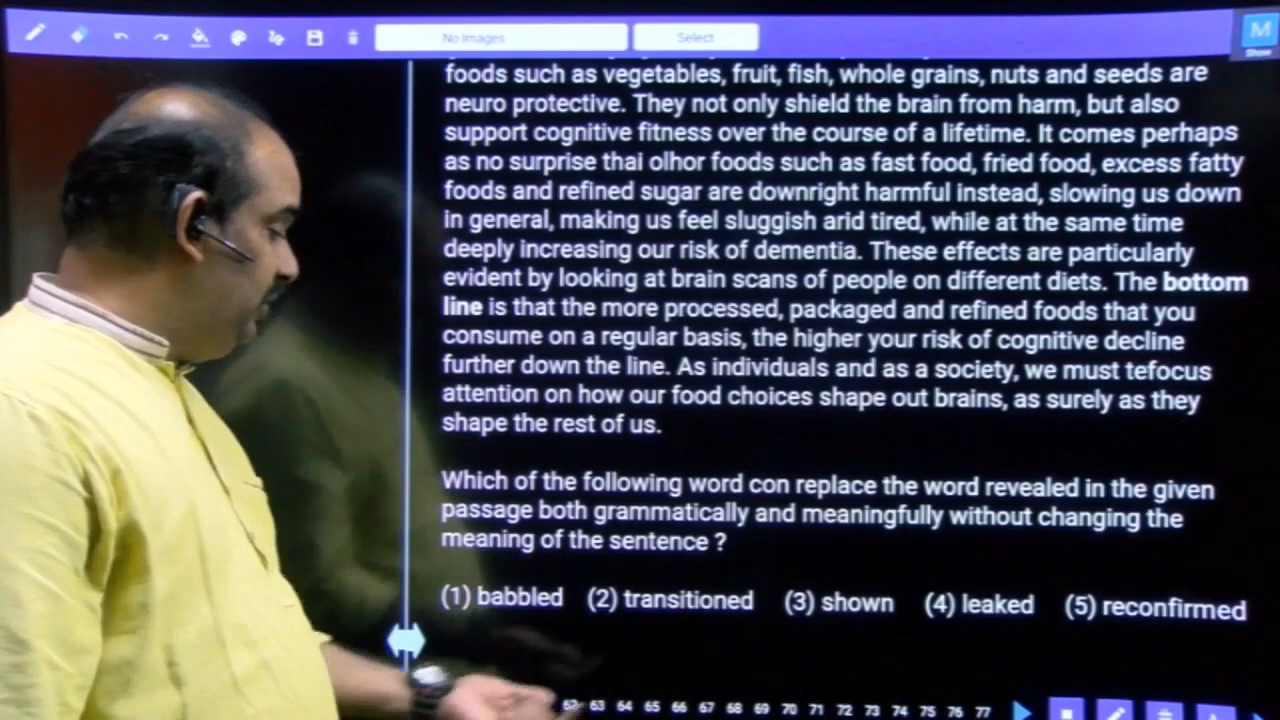 No Images
Select
M
Show
foods such as vegetables, fruit, fish, whole grains, nuts and seeds are
neuro protective. They not only shield the brain from harm, but also
support cognitive fitness over the course of a lifetime. It comes perhaps
as no surprise thai olhor foods such as fast food, fried food, excess fatty
foods and refined sugar are downright harmful instead, slowing us down
in general, making us feel sluggish arid tired, while at the same time
deeply increasing our risk of dementia. These effects are particularly
evident by looking at brain scans of people on different diets. The bottom
line is that the more processed, packaged and refined foods that you
consume on a regular basis, the higher your risk of cognitive decline
further down the line. As individuals and as a society, we must tefocus
attention on how our food choices shape out brains, as surely as they
shape the rest of us.
Which of the following word con replace the word revealed in the given
passage both grammatically and meaningfully without changing the
meaning of the sentence ?
(1) babbled (2) transitioned (3) shown (4) leaked (5) reconfirmed
62 63 64 65 66 67 68 69 70 71 72 73 74 75 76 77